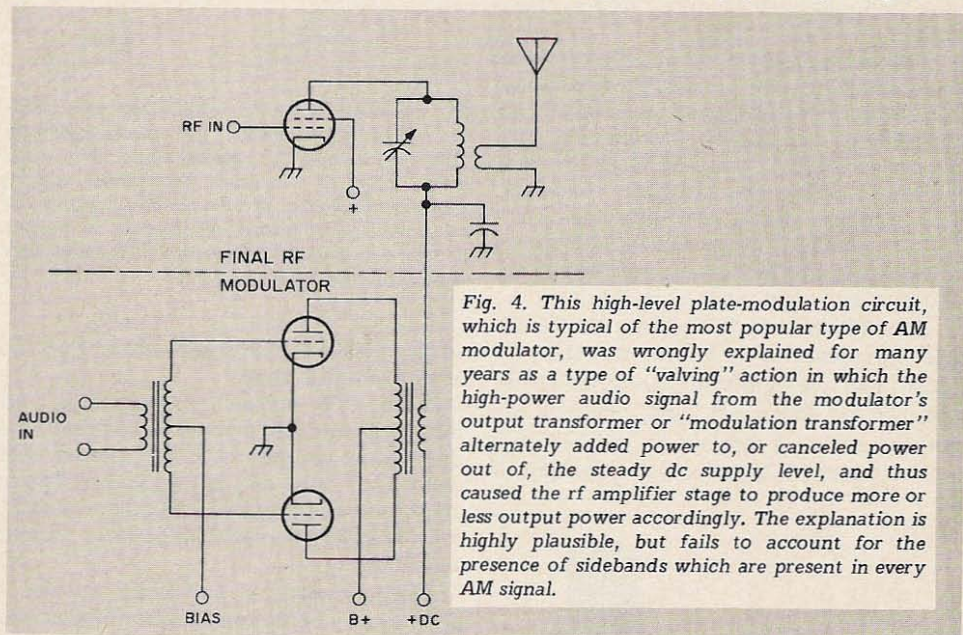 RF IN
+
FINAL RF
MODULATOR
AUDIO
IN
BIAS
B+
+DC
Fig. 4. This high-level plate-modulation circuit,
which is typical of the most popular type of AM
modulator, was wrongly explained for many
years as a type of "valving" action in which the
high-power audio signal from the modulator's
output transformer or "modulation transformer"
alternately added power to, or canceled power
out of, the steady dc supply level, and thus
caused the rf amplifier stage to produce more or
less output power accordingly. The explanation is
highly plausible, but fails to account for the
presence of sidebands which are present in every
AM signal.